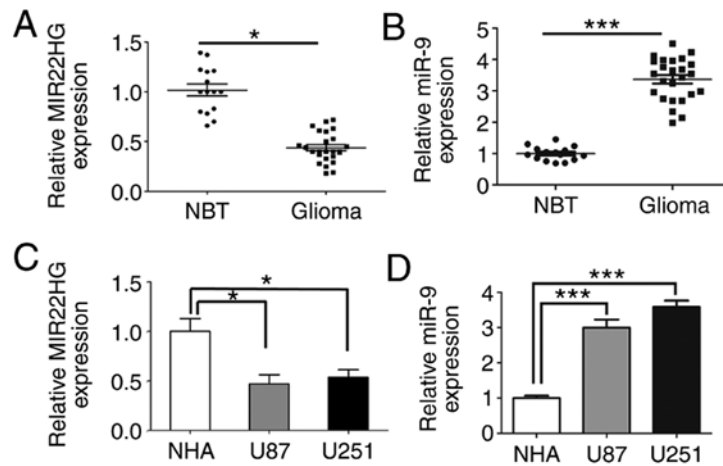 A
Relative MIR22HG
expression
1.5
1.0
0.5
0.0
*
NBT
Glioma
B
Relative miR-9
expression
5
4
3
2
1
0
***
NBT
Glioma
C
Relative MIR22HG
expression
1.5
1.0
0.5
0.0
*
*
NHA
U87
U251
D
Relative miR-9
expression
4
3
2
1
0
***
***
NHA
U87
U251